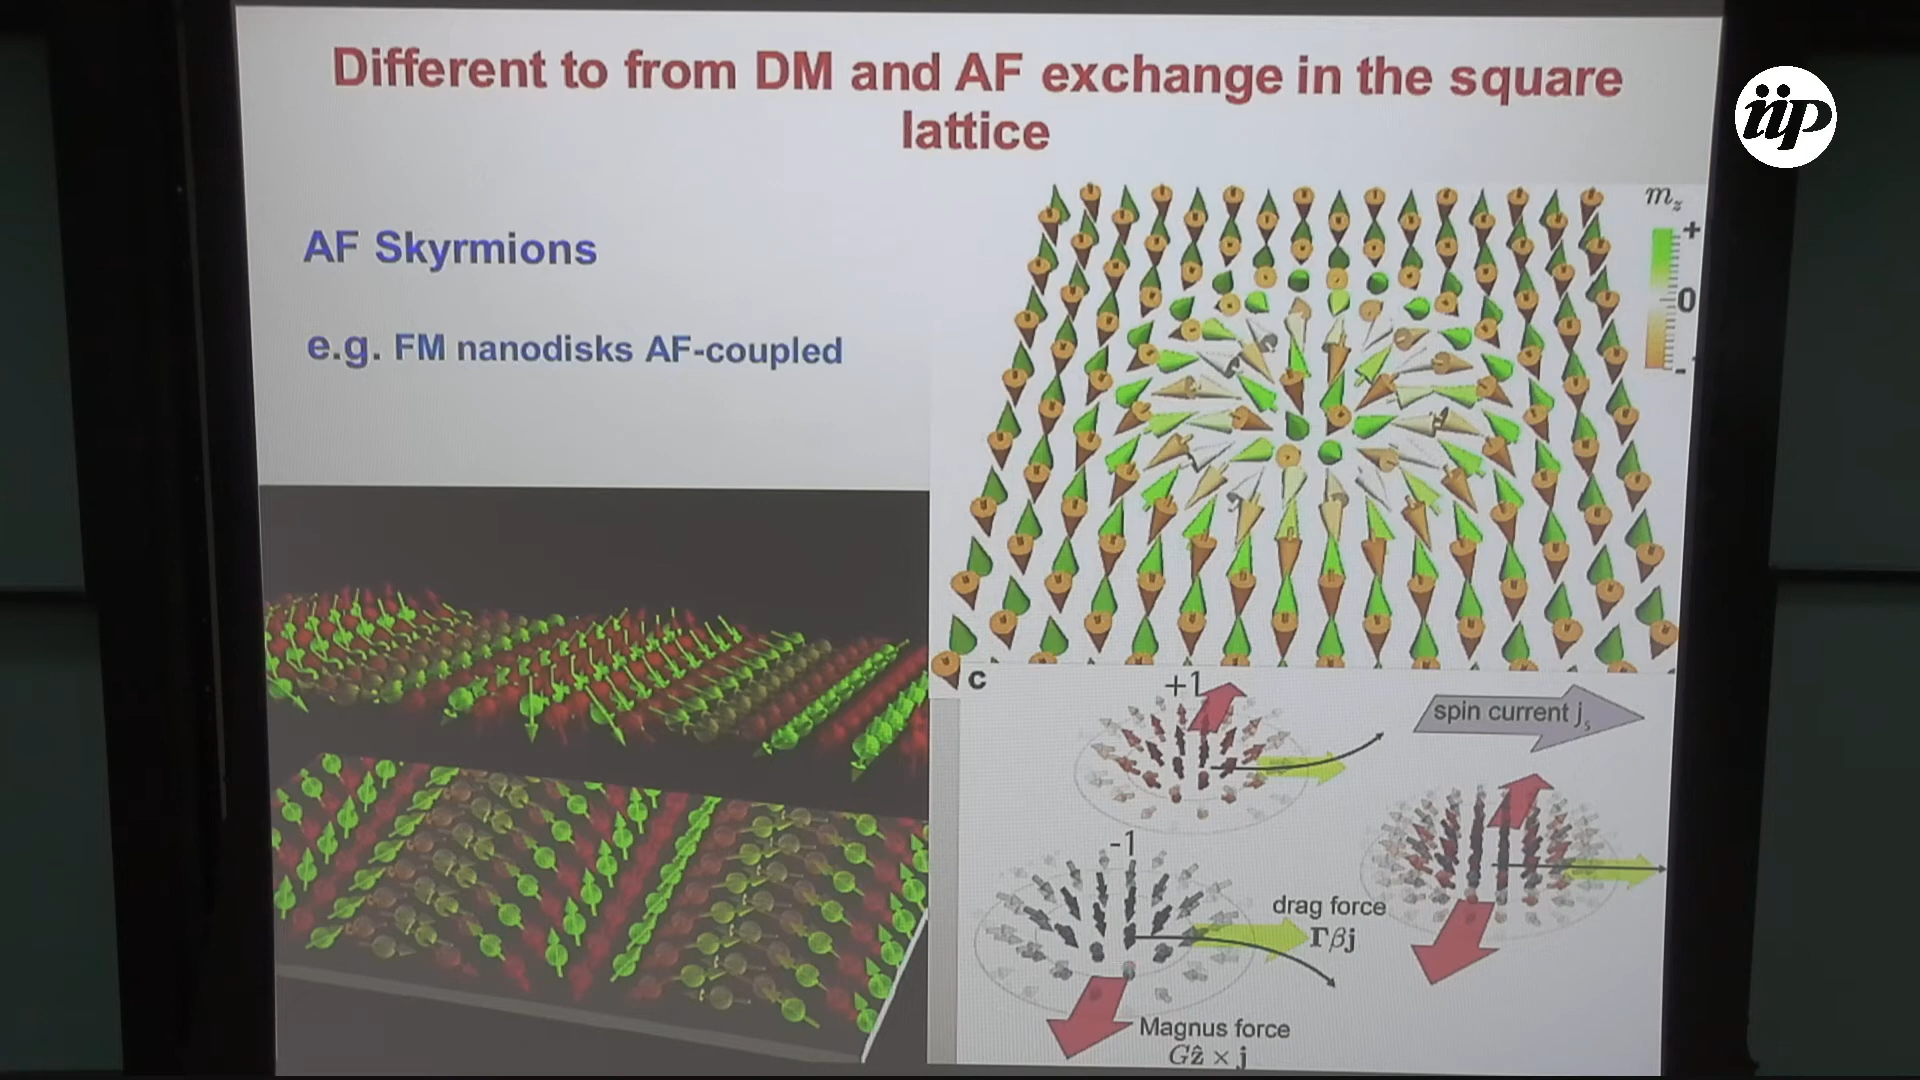 Different to from DM and AF exchange in the square
lattice
iip
AF Skyrmions
e.g. FM nanodisks AF-coupled
m_z
+
0
-
c
+1
spin current j_s
-1
drag force
Γβj
Magnus force
Gẑ × j